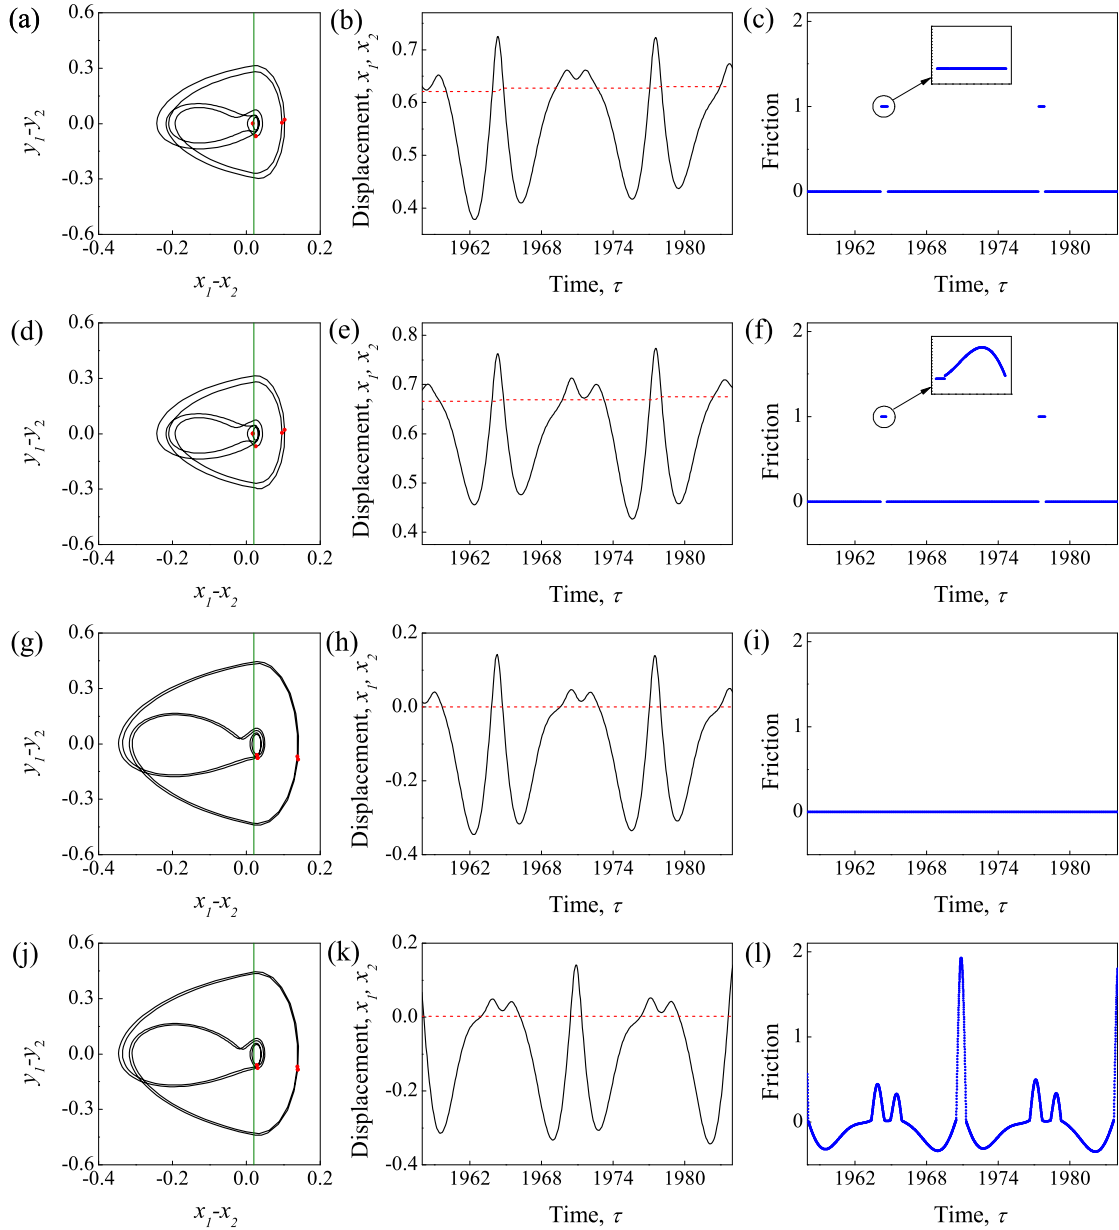 (a)
0.6
0.3
0.0
-0.3
-0.6
-0.4
-0.2
0.0
0.2
y1-y2
x1-x2
(b)
0.7
0.6
0.5
0.4
1962
1968
1974
1980
Displacement, x1, x2
Time, τ
(c)
2
1
0
1962
1968
1974
1980
Friction
Time, τ
(d)
0.6
0.3
0.0
-0.3
-0.6
-0.4
-0.2
0.0
0.2
y1-y2
x1-x2
(e)
0.8
0.7
0.6
0.5
0.4
1962
1968
1974
1980
Displacement, x1, x2
Time, τ
(f)
2
1
0
1962
1968
1974
1980
Friction
Time, τ
(g)
0.6
0.3
0.0
-0.3
-0.6
-0.4
-0.2
0.0
0.2
y1-y2
x1-x2
(h)
0.2
0.0
-0.2
-0.4
1962
1968
1974
1980
Displacement, x1, x2
Time, τ
(i)
2
1
0
1962
1968
1974
1980
Friction
Time, τ
(j)
0.6
0.3
0.0
-0.3
-0.6
-0.4
-0.2
0.0
0.2
y1-y2
x1-x2
(k)
0.2
0.0
-0.2
-0.4
1962
1968
1974
1980
Displacement, x1, x2
Time, τ
(l)
2
1
0
1962
1968
1974
1980
Friction
Time, τ